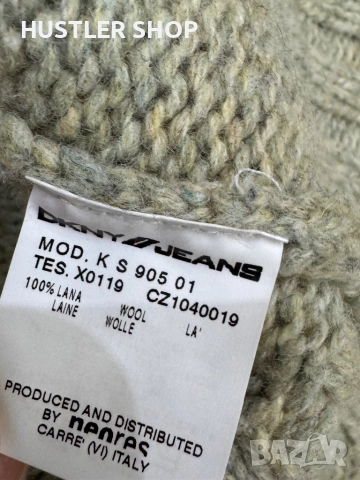 HUSTLER SHOP
DKNY JEANS
MOD. K S 905 01
TES. X0119 CZ1040019
100% LANA WOOL LA'
LAINE WOLLE
PRODUCED AND DISTRIBUTED
BY neores
CARRE' (VI) ITALY
BAZAR